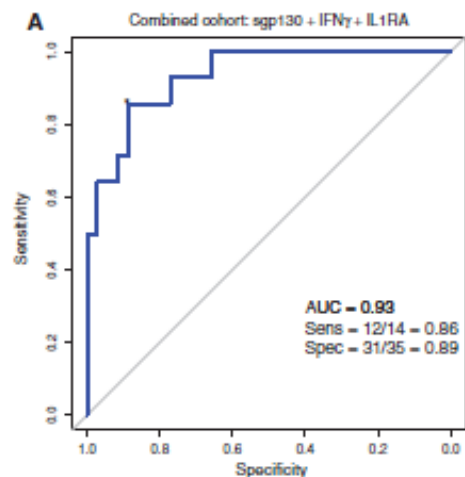 A
Combined cohort: sgp130 + IFNγ + IL1RA
Sensitivity
1.0
0.8
0.6
0.4
0.2
0.0
AUC = 0.93
Sens = 12/14 = 0.86
Spec = 31/35 = 0.89
1.0 0.8 0.6 0.4 0.2 0.0
Specificity